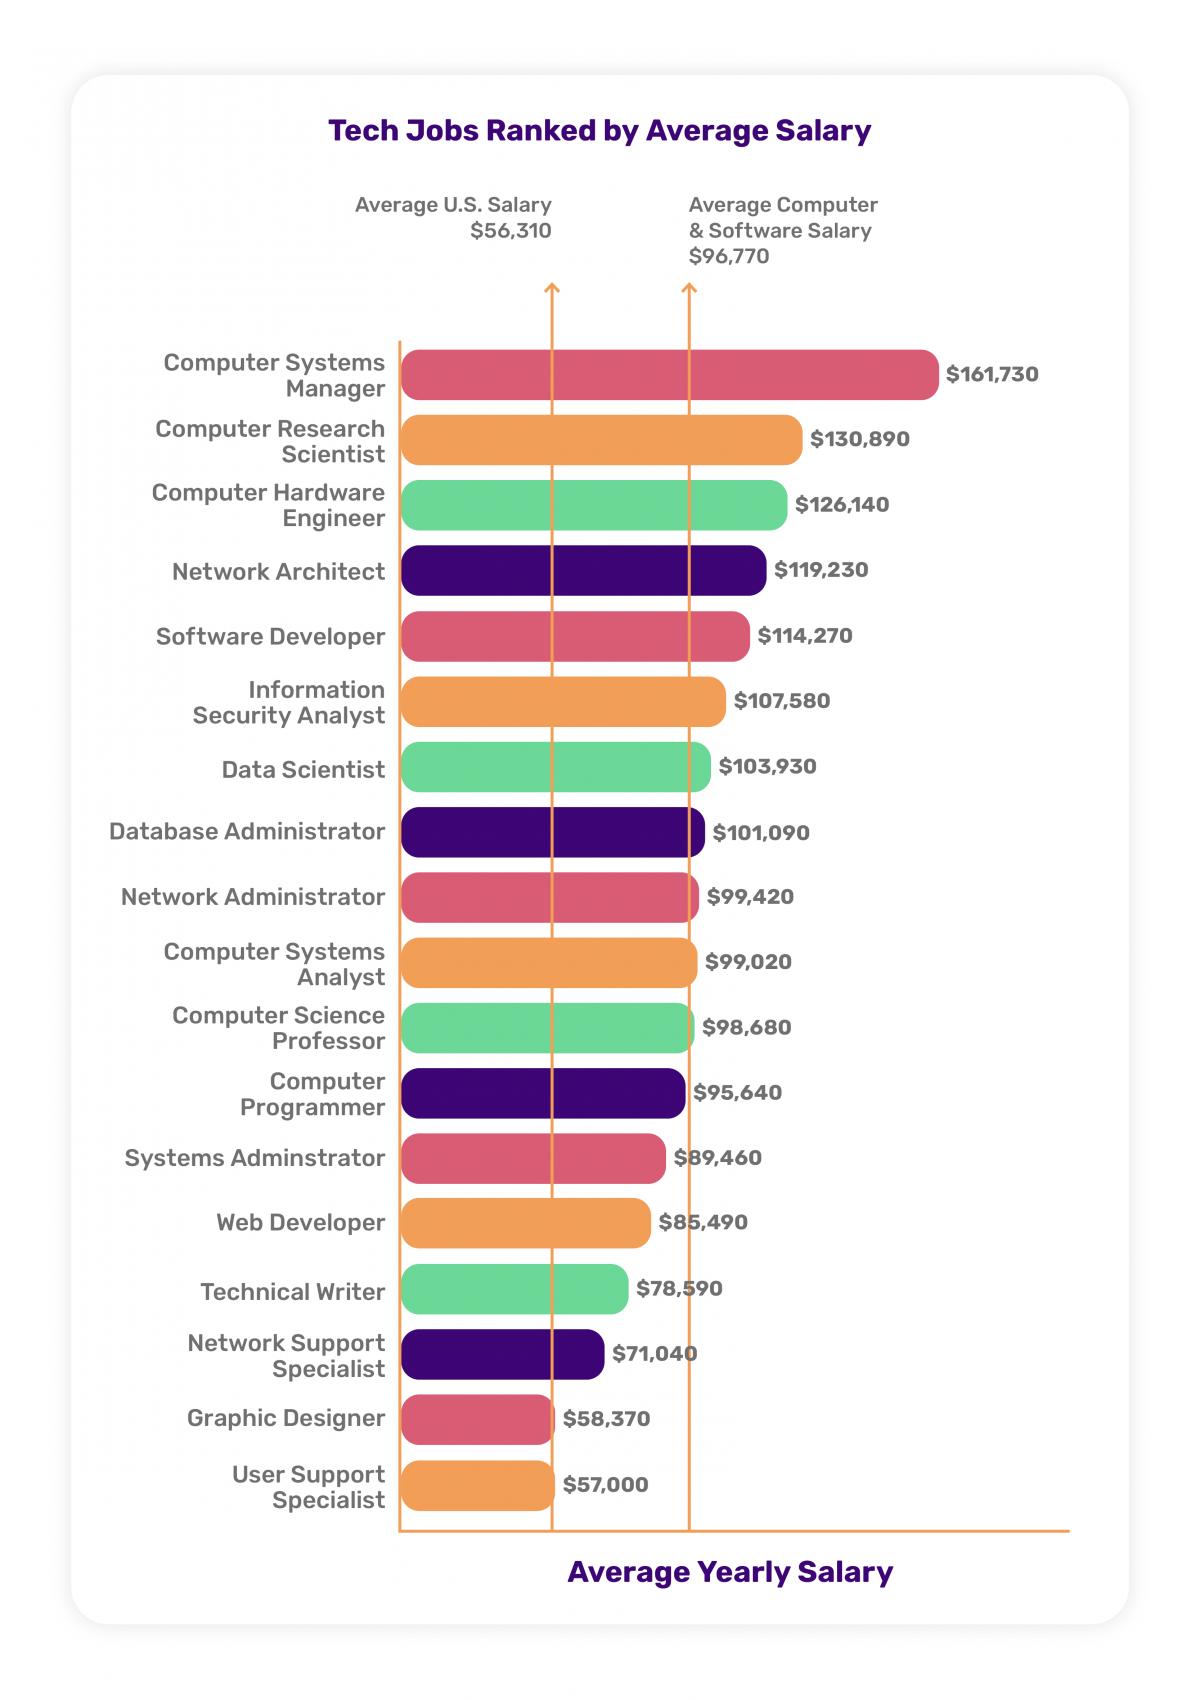 Tech Jobs Ranked by Average Salary
Average U.S. Salary
$56,310
Average Computer
& Software Salary
$96,770
Computer Systems
Manager
$161,730
Computer Research
Scientist
$130,890
Computer Hardware
Engineer
$126,140
Network Architect
$119,230
Software Developer
$114,270
Information
Security Analyst
$107,580
Data Scientist
$103,930
Database Administrator
$101,090
Network Administrator
$99,420
Computer Systems
Analyst
$99,020
Computer Science
Professor
$98,680
Computer
Programmer
$95,640
Systems Adminstrator
$89,460
Web Developer
$85,490
Technical Writer
$78,590
Network Support
Specialist
$71,040
Graphic Designer
$58,370
User Support
Specialist
$57,000
Average Yearly Salary